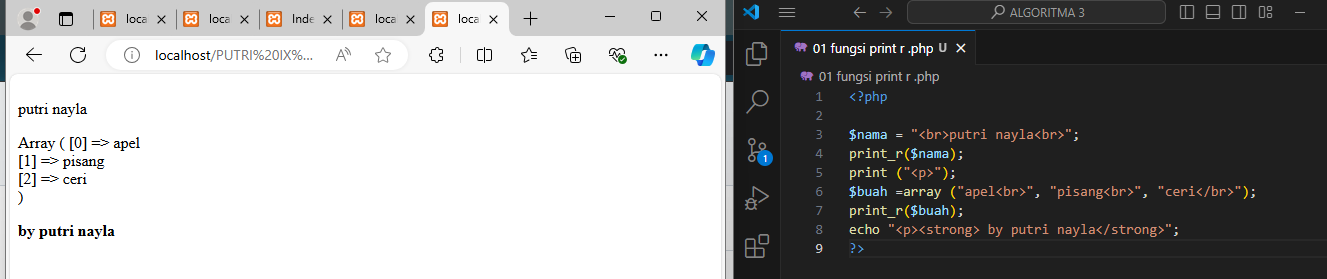 loca
loca
Inde
loca
loca
localhost/PUTRI%20IX%...
putri nayla
Array ( [0] => apel
[1] => pisang
[2] => ceri
)
by putri nayla
ALGORITMA 3
01 fungsi print r .php U
01 fungsi print r .php
1 <?php
2
3 $nama = "<br>putri nayla<br>";
4 print_r($nama);
5 print ("<p>");
6 $buah =array ("apel<br>", "pisang<br>", "ceri</br>");
7 print_r($buah);
8 echo "<p><strong> by putri nayla</strong>";
9 ?>
1